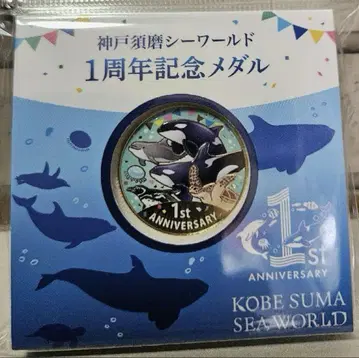 神戸須磨シーワールド
1周年記念メダル
1st
ANNIVERSARY
1ST
ANNIVERSARY
KOBE SUMA
SEA WORLD